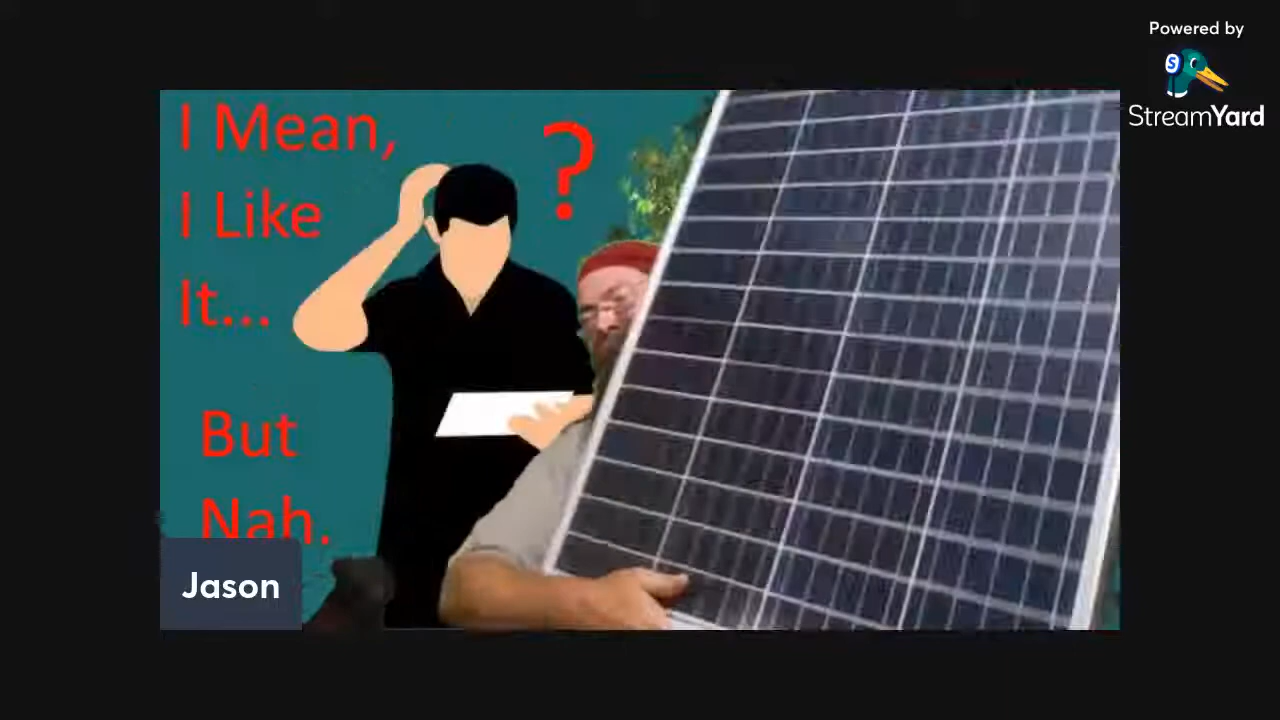 Powered by
StreamYard
I Mean,
I Like
It...
?
But
Nah.
Jason